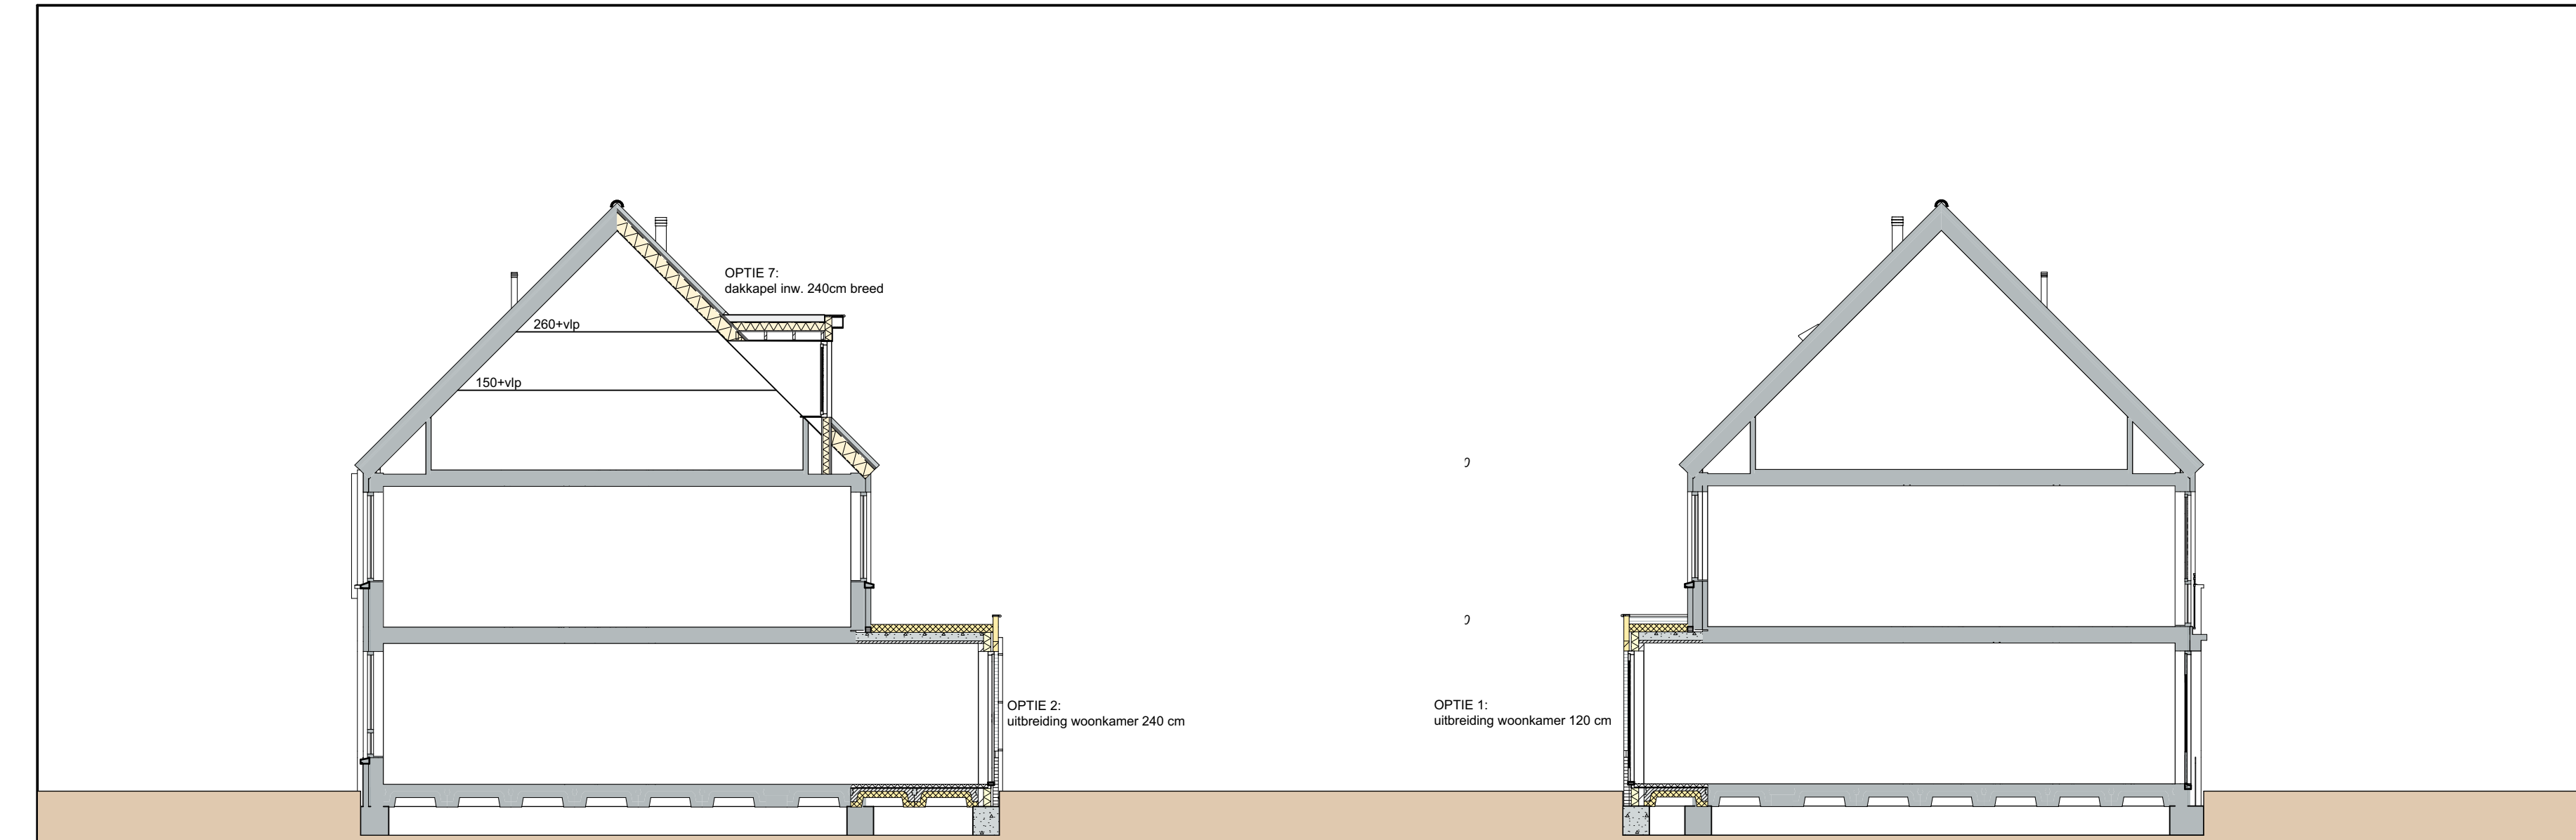 OPTIE 7:
dakkapel inw. 240cm breed
260+vlp
150+vlp
OPTIE 2:
uitbreiding woonkamer 240 cm
OPTIE 1:
uitbreiding woonkamer 120 cm